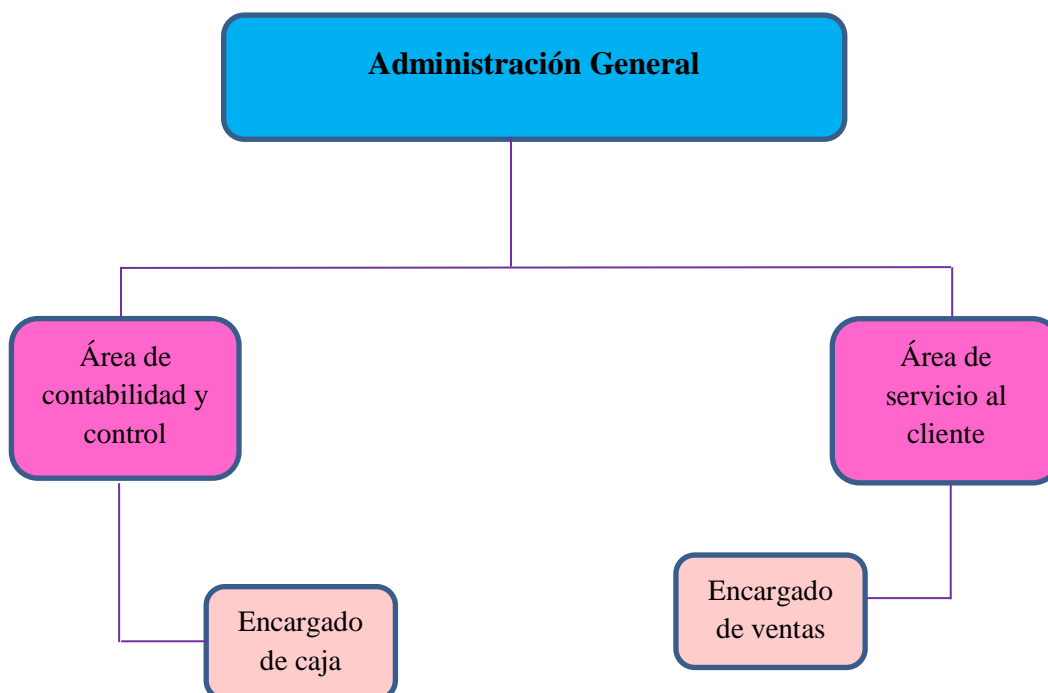 Administración General
Área de
contabilidad y
control
Área de
servicio al
cliente
Encargado
de caja
Encargado
de ventas